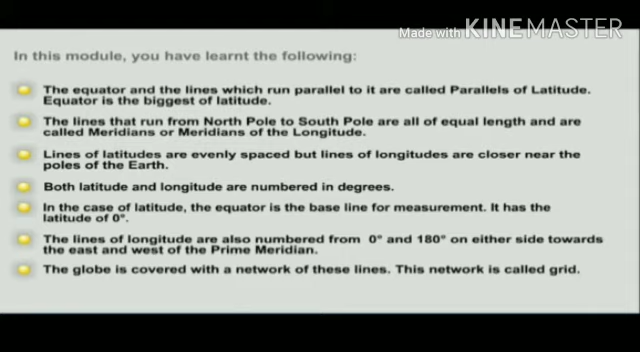 Made with KINEMASTER
In this module, you have learnt the following:
The equator and the lines which run parallel to it are called Parallels of Latitude.
Equator is the biggest of latitude.
The lines that run from North Pole to South Pole are all of equal length and are
called Meridians or Meridians of the Longitude.
Lines of latitudes are evenly spaced but lines of longitudes are closer near the
poles of the Earth.
Both latitude and longitude are numbered in degrees.
In the case of latitude, the equator is the base line for measurement. It has the
latitude of 0°.
The lines of longitude are also numbered from 0° and 180° on either side towards
the east and west of the Prime Meridian.
The globe is covered with a network of these lines. This network is called grid.